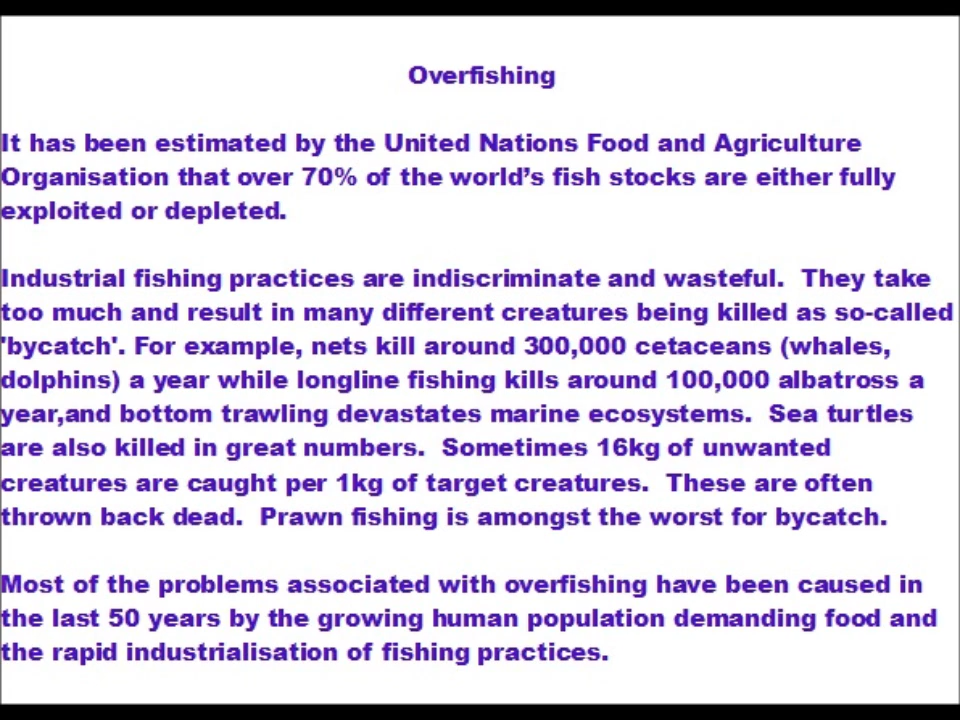 Overfishing
It has been estimated by the United Nations Food and Agriculture
Organisation that over 70% of the world’s fish stocks are either fully
exploited or depleted.
Industrial fishing practices are indiscriminate and wasteful.  They take
too much and result in many different creatures being killed as so-called
'bycatch'. For example, nets kill around 300,000 cetaceans (whales,
dolphins) a year while longline fishing kills around 100,000 albatross a
year,and bottom trawling devastates marine ecosystems.  Sea turtles
are also killed in great numbers.  Sometimes 16kg of unwanted
creatures are caught per 1kg of target creatures.  These are often
thrown back dead.  Prawn fishing is amongst the worst for bycatch.
Most of the problems associated with overfishing have been caused in
the last 50 years by the growing human population demanding food and
the rapid industrialisation of fishing practices.